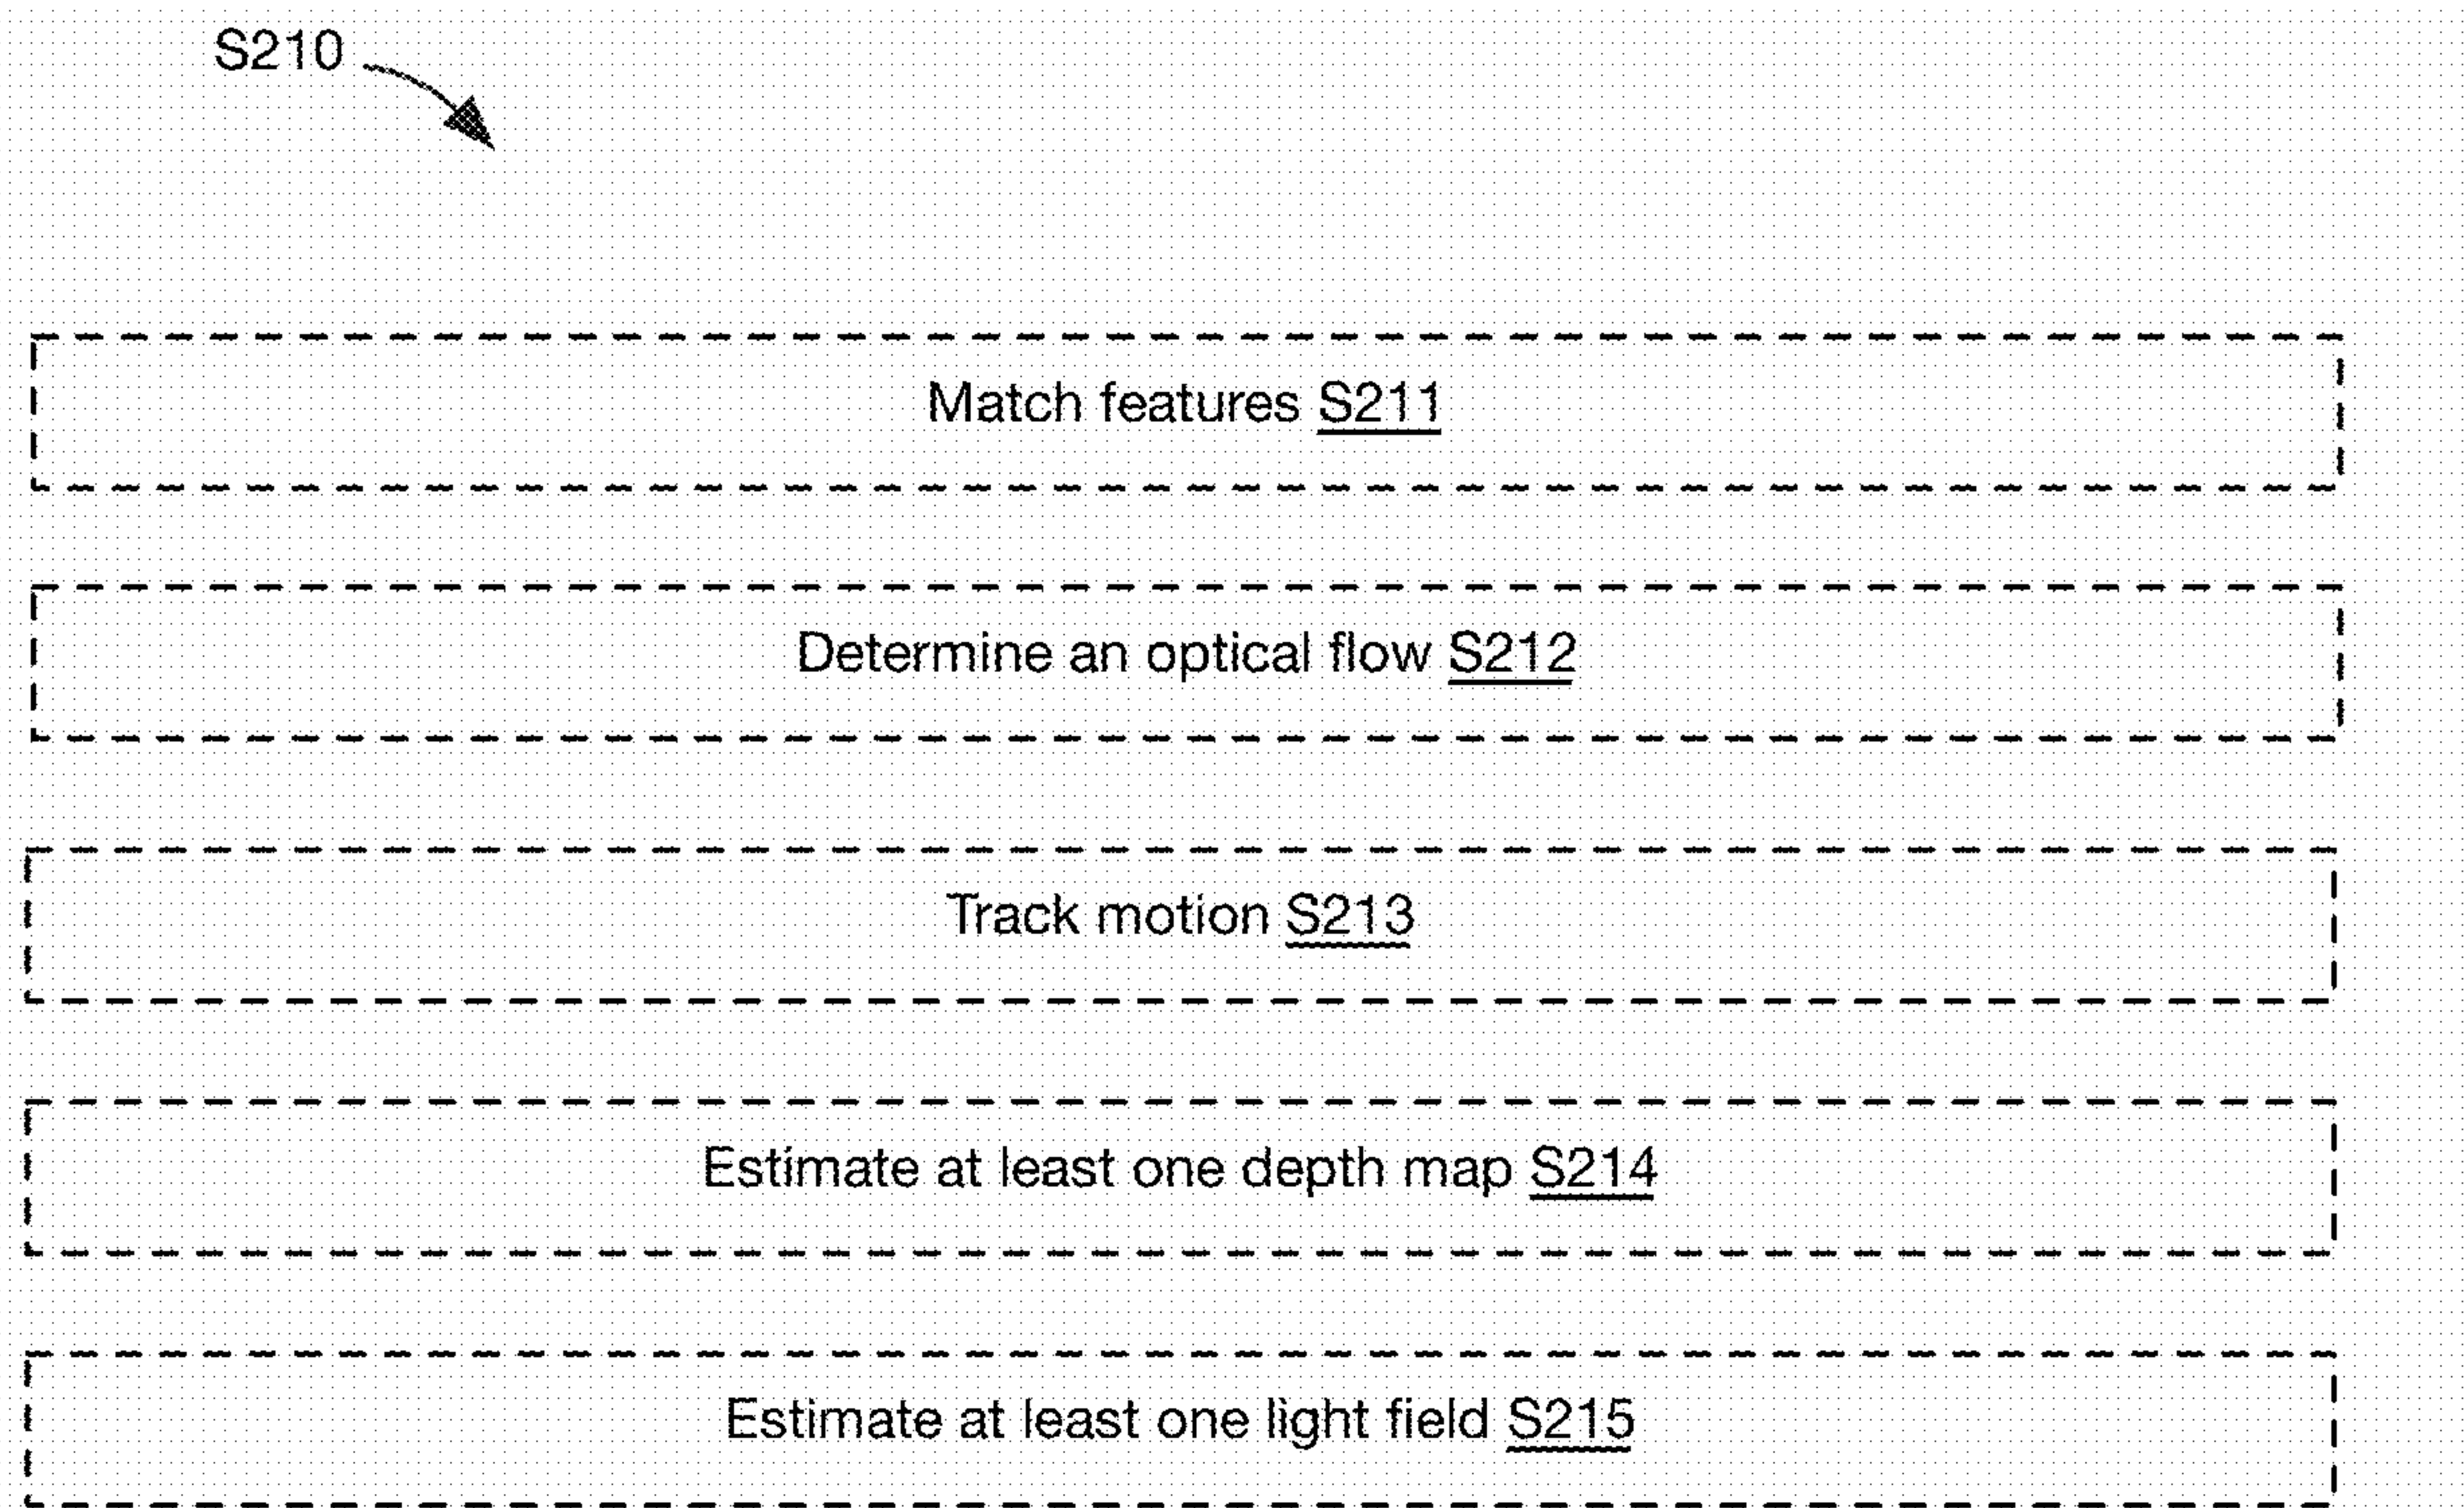 S210
Match features S211
Determine an optical flow S212
Track motion S213
Estimate at least one depth map S214
Estimate at least one light field S215